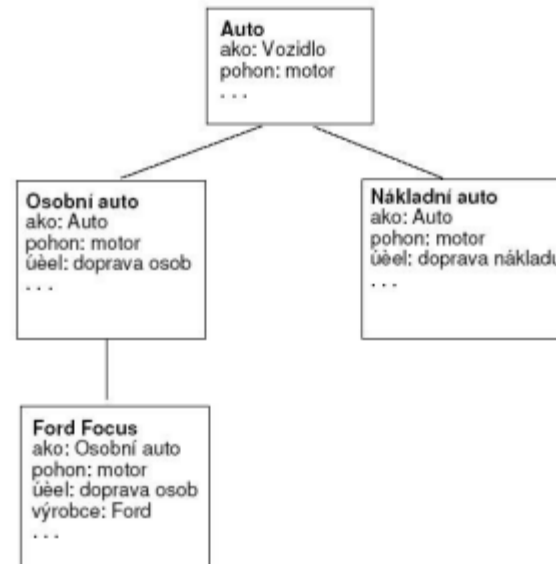 Auto
ako: Vozidlo
pohon: motor
. . .
Osobní auto
ako: Auto
pohon: motor
úèel: doprava osob
. . .
Nákladní auto
ako: Auto
pohon: motor
úèel: doprava nákladu
. . .
Ford Focus
ako: Osobní auto
pohon: motor
úèel: doprava osob
výrobce: Ford
. . .